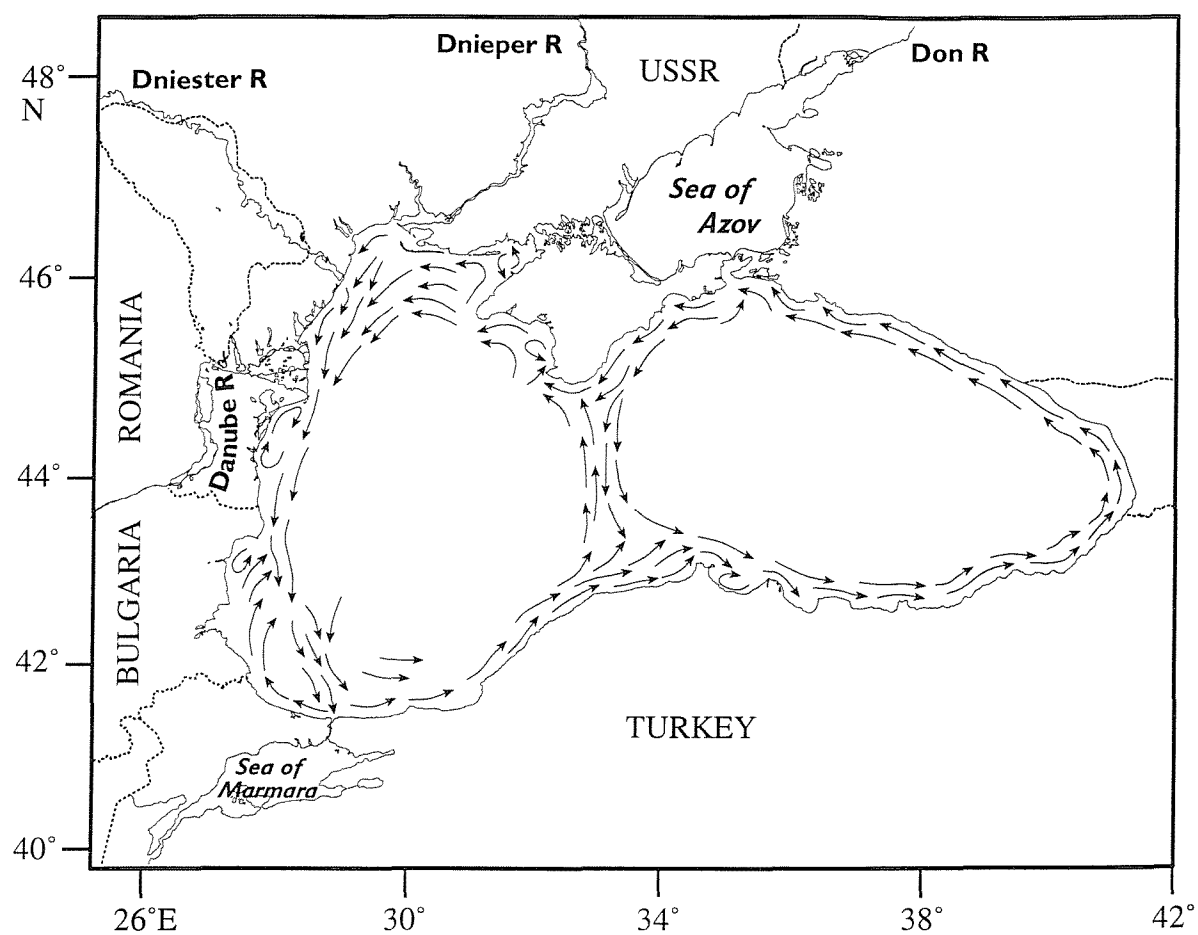 Dnieper R
Don R
USSR
48°
N
Dniester R
Sea of
Azov
46°
ROMANIA
Danube R
44°
BULGARIA
42°
TURKEY
Sea of
Marmara
40°
26°E
30°
34°
38°
42°